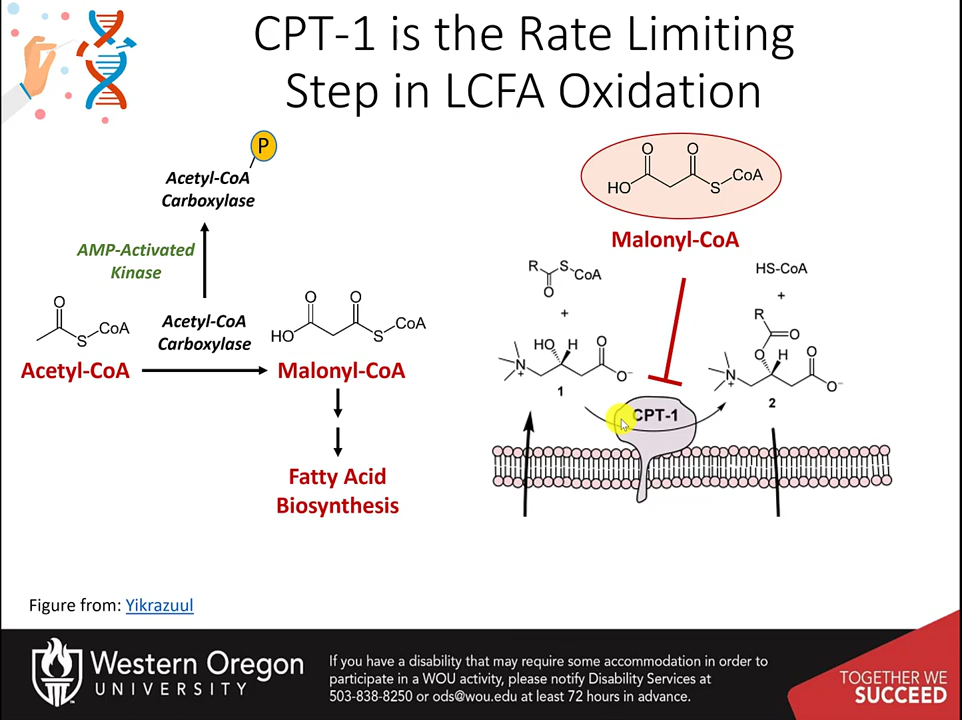 CPT-1 is the Rate Limiting
Step in LCFA Oxidation
P
Acetyl-CoA
Carboxylase
AMP-Activated
Kinase
O
S
CoA
Acetyl-CoA
Acetyl-CoA
Carboxylase
O
O
HO
S
CoA
Malonyl-CoA
Fatty Acid
Biosynthesis
O
O
HO
S
CoA
Malonyl-CoA
R
S
CoA
O
+
HO
H
O
N
+
O−
1
HS-CoA
+
R
O
O
H
O
N
+
O−
2
CPT-1
Figure from: Yikrazuul
Western Oregon
UNIVERSITY
If you have a disability that may require some accommodation in order to
participate in a WOU activity, please notify Disability Services at
503-838-8250 or ods@wou.edu at least 72 hours in advance.
TOGETHER WE
SUCCEED